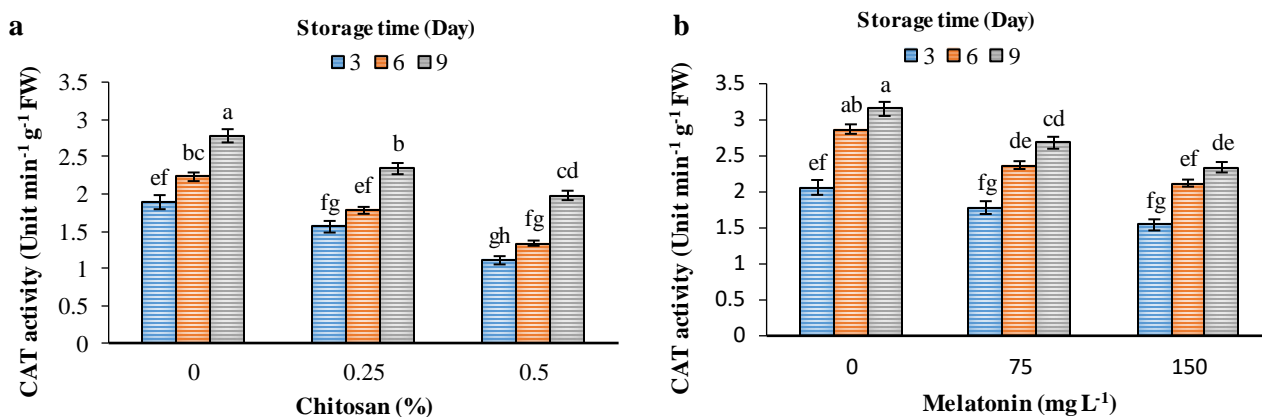 a
Storage time (Day)
3 6 9
CAT activity (Unit min-1 g-1 FW)
3.5
3
2.5
2
1.5
1
0.5
0
ef bc a
fg ef b
gh fg cd
0 0.25 0.5
Chitosan (%)
b
Storage time (Day)
3 6 9
CAT activity (Unit min-1 g-1 FW)
3.5
3
2.5
2
1.5
1
0.5
0
ef ab a
fg de cd
fg ef de
0 75 150
Melatonin (mg L-1)